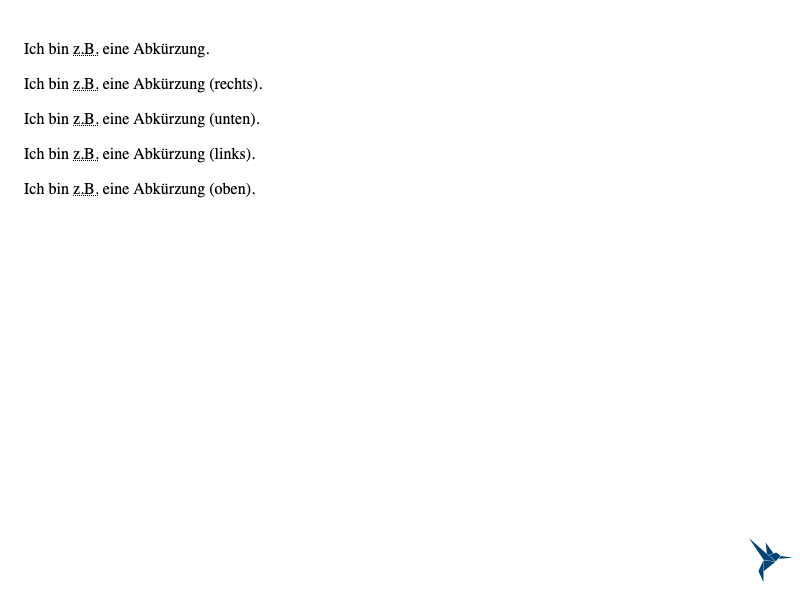 Ich bin z.B. eine Abkürzung.
Ich bin z.B. eine Abkürzung (rechts).
Ich bin z.B. eine Abkürzung (unten).
Ich bin z.B. eine Abkürzung (links).
Ich bin z.B. eine Abkürzung (oben).